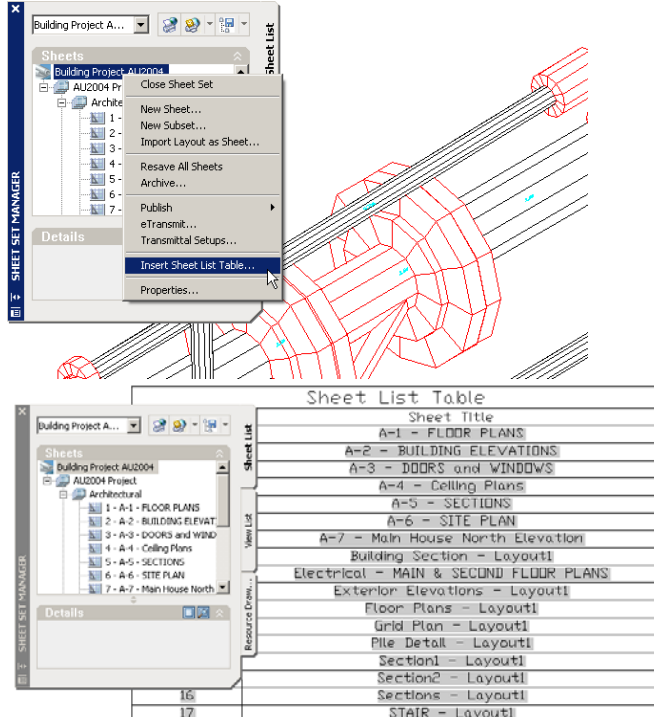 Building Project A...
Sheets
Building Project AU2004
AU2004 Pr
Archite
1 -
2 -
3 -
4 -
5 -
6 -
7 -
Details
Sheet List
SHEET SET MANAGER
Close Sheet Set
New Sheet...
New Subset...
Import Layout as Sheet...
Resave All Sheets
Archive...
Publish
eTransmit...
Transmittal Setups...
Insert Sheet List Table...
Properties...
Building Project A...
Sheets
Building Project AU2004
AU2004 Project
Architectural
1 - A-1 - FLOOR PLANS
2 - A-2 - BUILDING ELEVAT
3 - A-3 - DOORS and WIND
4 - A-4 - Ceiling Plans
5 - A-5 - SECTIONS
6 - A-6 - SITE PLAN
7 - A-7 - Main House North
Details
Sheet List
View List
Resource Draw...
SHEET SET MANAGER
Sheet List Table
Sheet Title
A-1 - FLOOR PLANS
A-2 - BUILDING ELEVATIONS
A-3 - DOORS and WINDOWS
A-4 - Ceiling Plans
A-5 - SECTIONS
A-6 - SITE PLAN
A-7 - Main House North Elevation
Building Section - Layout1
Electrical - MAIN & SECOND FLOOR PLANS
Exterior Elevations - Layout1
Floor Plans - Layout1
Grid Plan - Layout1
Pile Detail - Layout1
Section1 - Layout1
Section2 - Layout1
16 Sections - Layout1
17 STAIR - Layout1